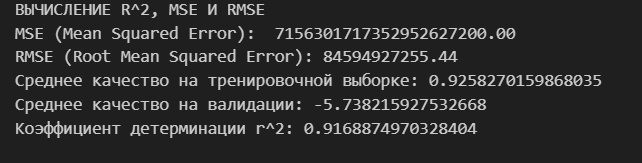 ВЫЧИСЛЕНИЕ R^2, MSE И RMSE
MSE (Mean Squared Error):  7156301717352952627200.00
RMSE (Root Mean Squared Error): 84594927255.44
Среднее качество на тренировочной выборке: 0.9258270159868035
Среднее качество на валидации: -5.738215927532668
Коэффициент детерминации r^2: 0.9168874970328404